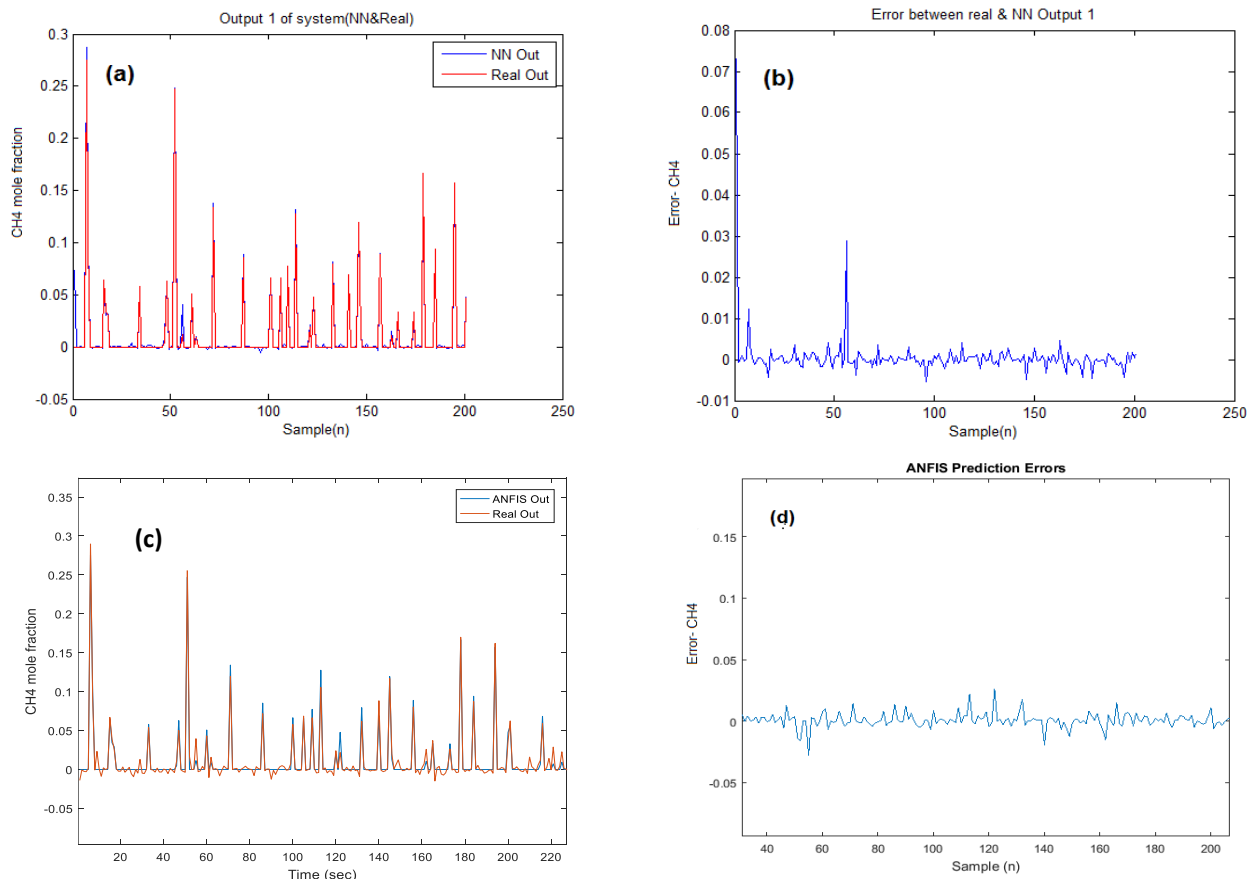 Output 1 of system(NN&Real)
(a)
NN Out
Real Out
CH4 mole fraction
0.3
0.25
0.2
0.15
0.1
0.05
0
-0.05
0 50 100 150 200 250
Sample(n)
Error between real & NN Output 1
(b)
Error- CH4
0.08
0.07
0.06
0.05
0.04
0.03
0.02
0.01
0
-0.01
0 50 100 150 200 250
Sample(n)
(c)
ANFIS Out
Real Out
CH4 mole fraction
0.35
0.3
0.25
0.2
0.15
0.1
0.05
0
-0.05
20 40 60 80 100 120 140 160 180 200 220
Time (sec)
ANFIS Prediction Errors
(d)
Error- CH4
0.15
0.1
0.05
0
-0.05
40 60 80 100 120 140 160 180 200
Sample (n)